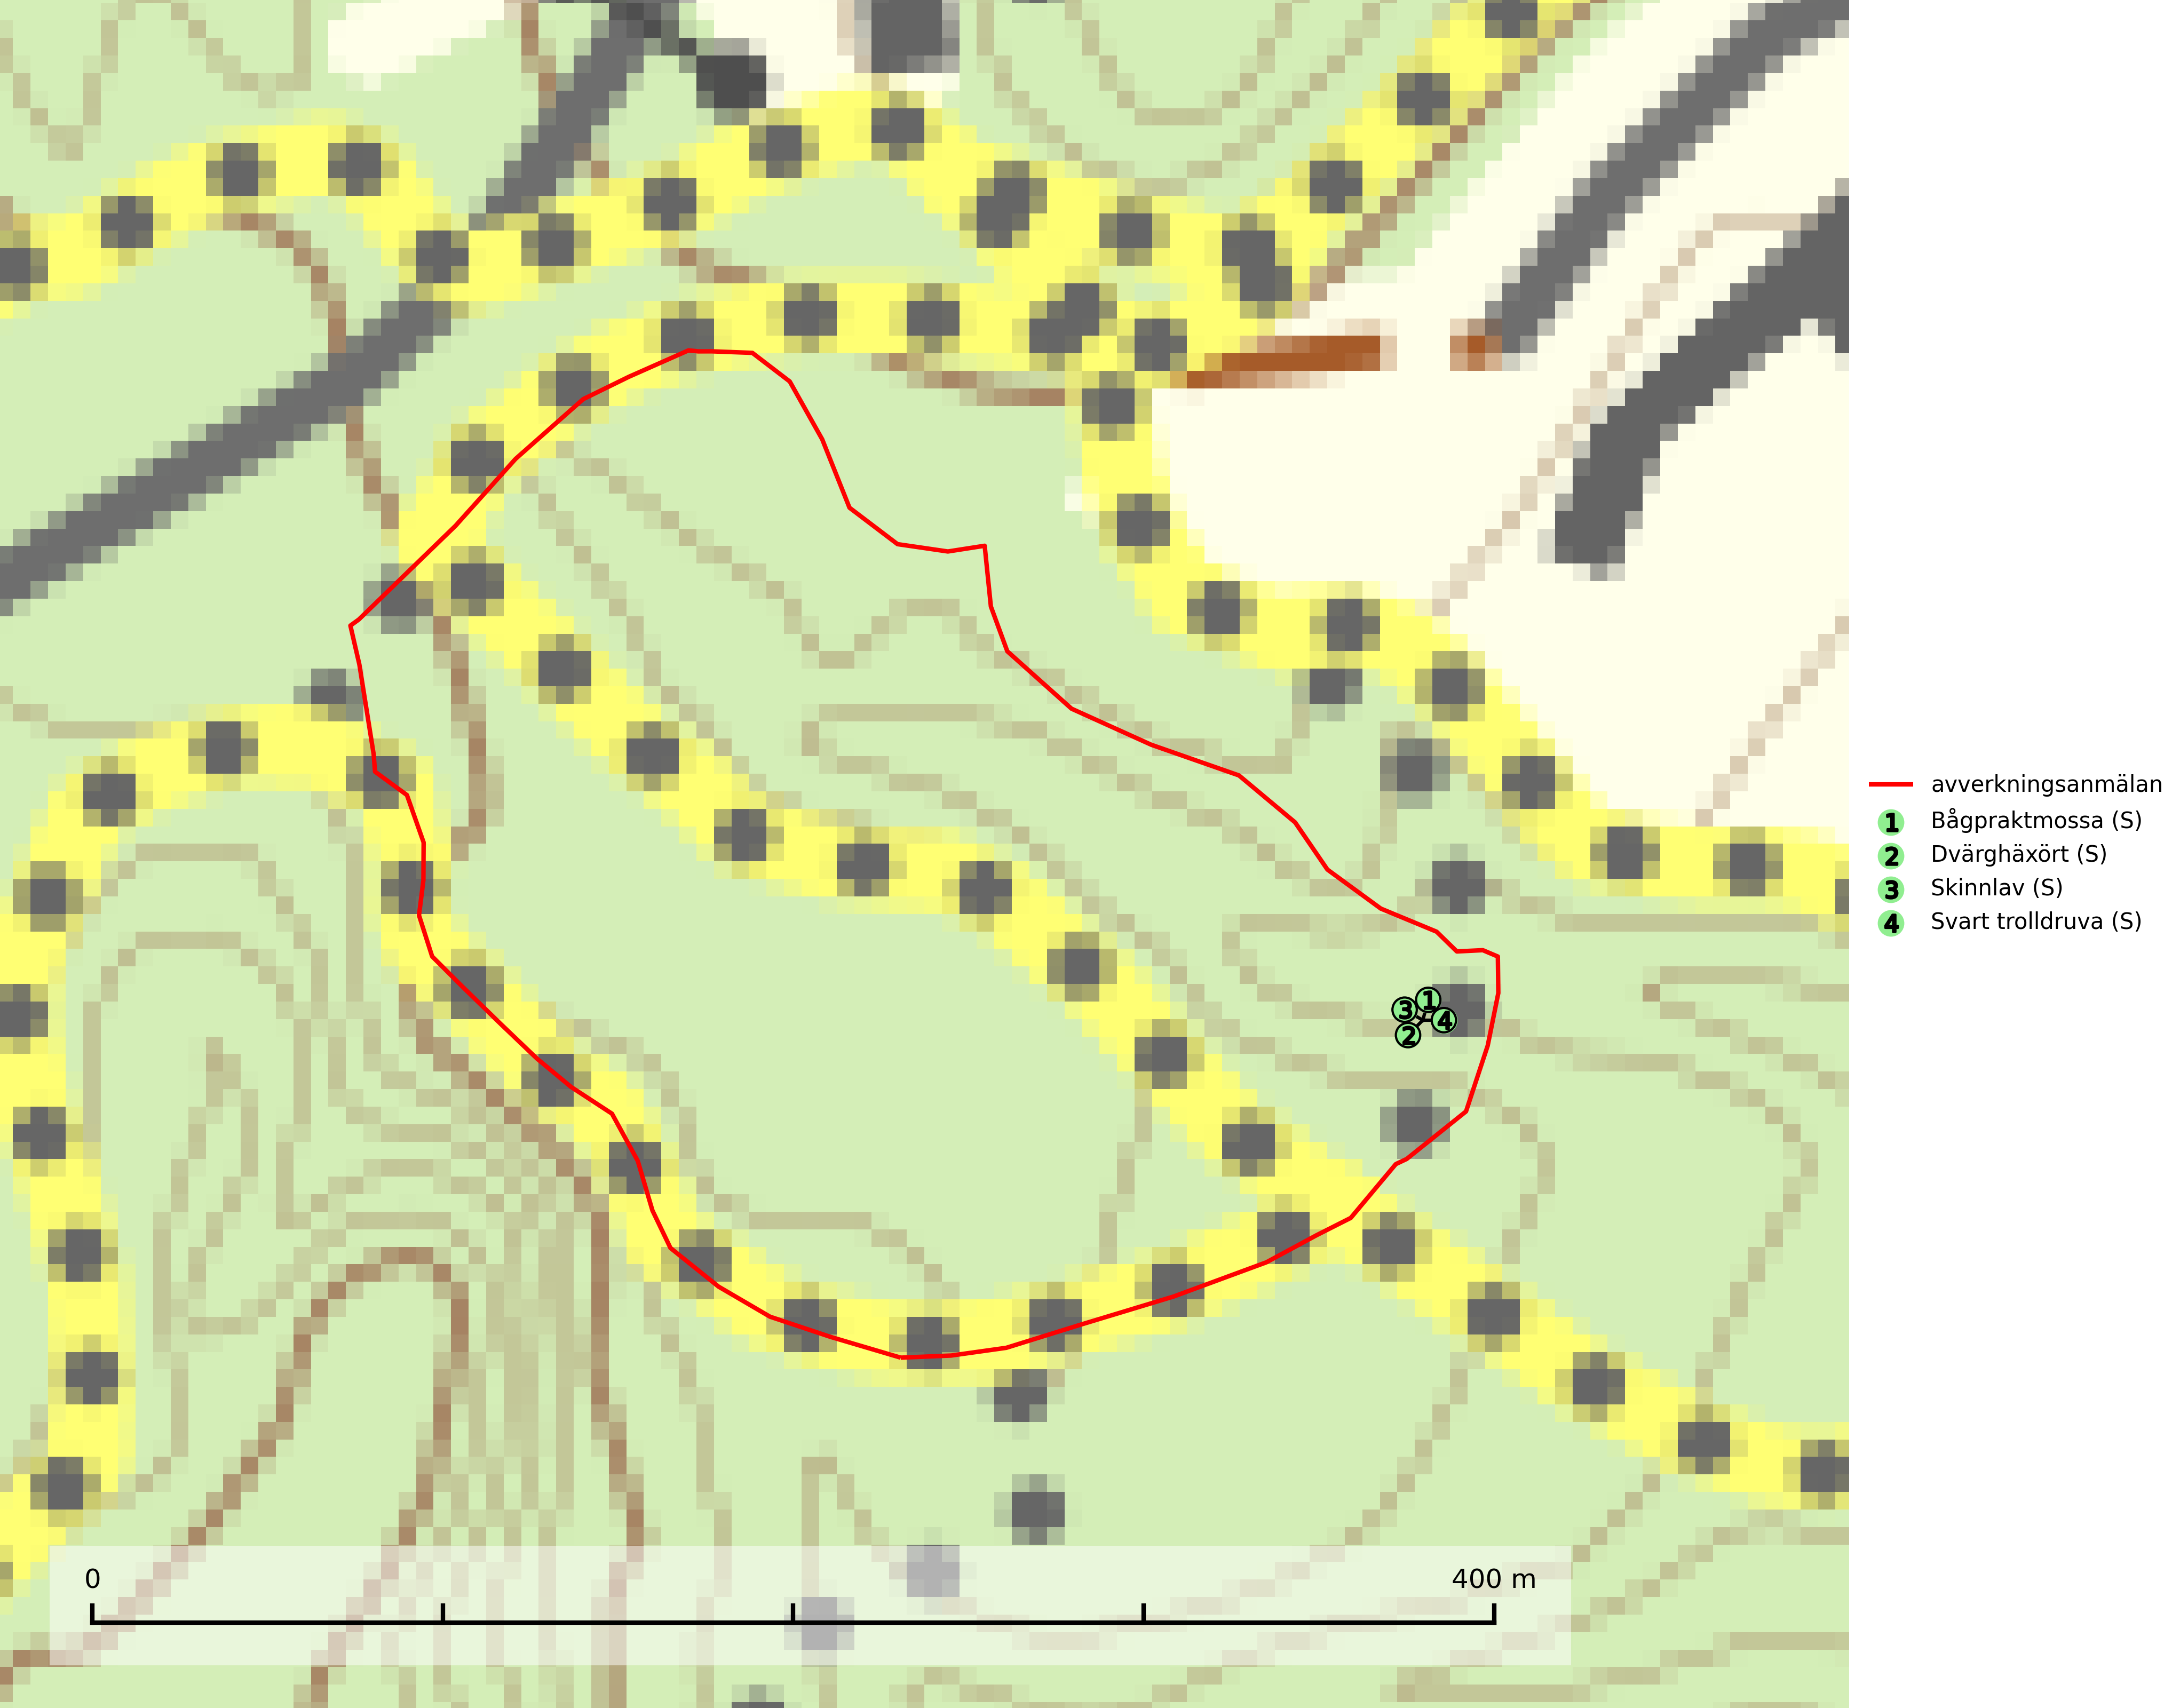 avverkningsanmälan
1 Bågpraktmossa (S)
2 Dvärghäxört (S)
3 Skinnlav (S)
4 Svart trolldruva (S)
1
3
4
2
0 400 m